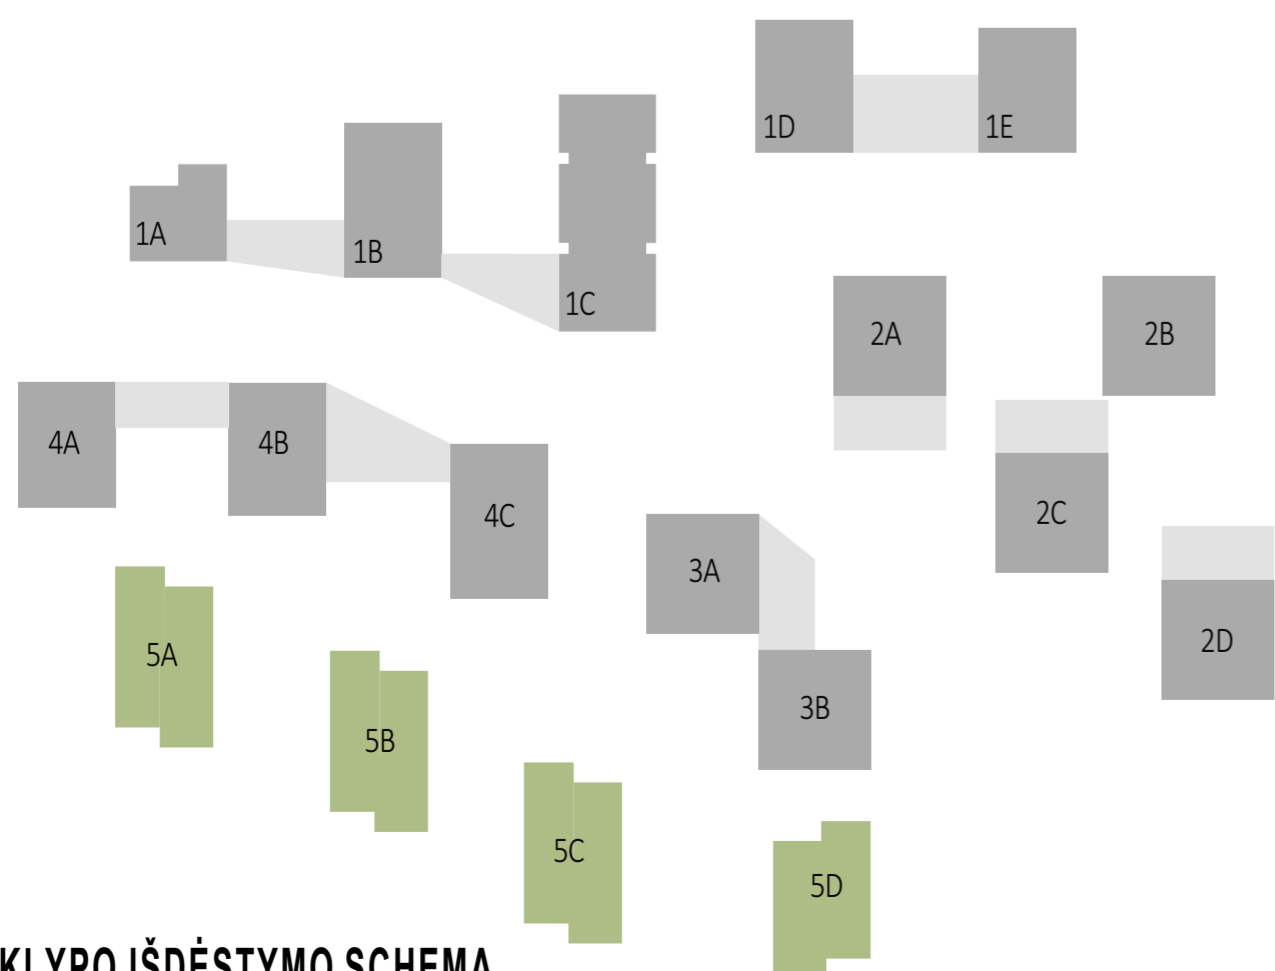 1D
1E
1A
1B
1C
2A
2B
4A
4B
4C
2C
3A
2D
5A
3B
5B
5C
5D
KLYPO IŠDĖSTYMO SCHEMA